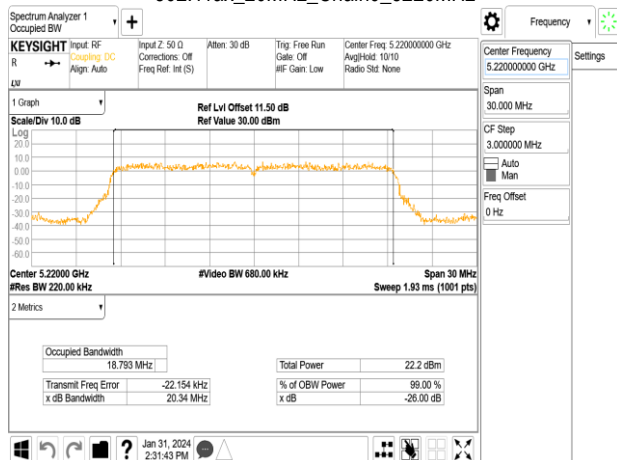 Spectrum Analyzer 1
Occupied BW
Frequency
KEYSIGHT
R
Input: RF
Coupling: DC
Align: Auto
Input Z: 50 Ω
Corrections: Off
Freq Ref: Int (S)
Atten: 30 dB
Trig: Free Run
Gate: Off
#IF Gain: Low
Center Freq: 5.220000000 GHz
Avg|Hold: 10/10
Radio Std: None
Center Frequency
5.220000000 GHz
Settings
Span
30.000 MHz
CF Step
3.000000 MHz
Auto
Man
Freq Offset
0 Hz
1 Graph
Scale/Div 10.0 dB
Ref Lvl Offset 11.50 dB
Ref Value 30.00 dBm
Log
20.0
10.0
0.00
-10.0
-20.0
-30.0
-40.0
-50.0
-60.0
Center 5.22000 GHz
#Res BW 220.00 kHz
#Video BW 680.00 kHz
Span 30 MHz
Sweep 1.93 ms (1001 pts)
2 Metrics
Occupied Bandwidth
18.793 MHz
Total Power 22.2 dBm
Transmit Freq Error -22.154 kHz
% of OBW Power 99.00 %
x dB Bandwidth 20.34 MHz
x dB -26.00 dB
?
Jan 31, 2024
2:31:43 PM